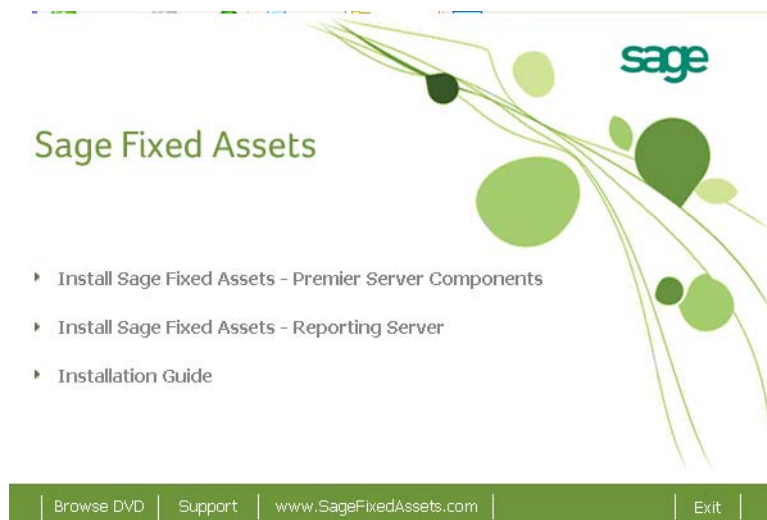 sage
Sage Fixed Assets
Install Sage Fixed Assets - Premier Server Components
Install Sage Fixed Assets - Reporting Server
Installation Guide
Browse DVD
Support
www.SageFixedAssets.com
Exit